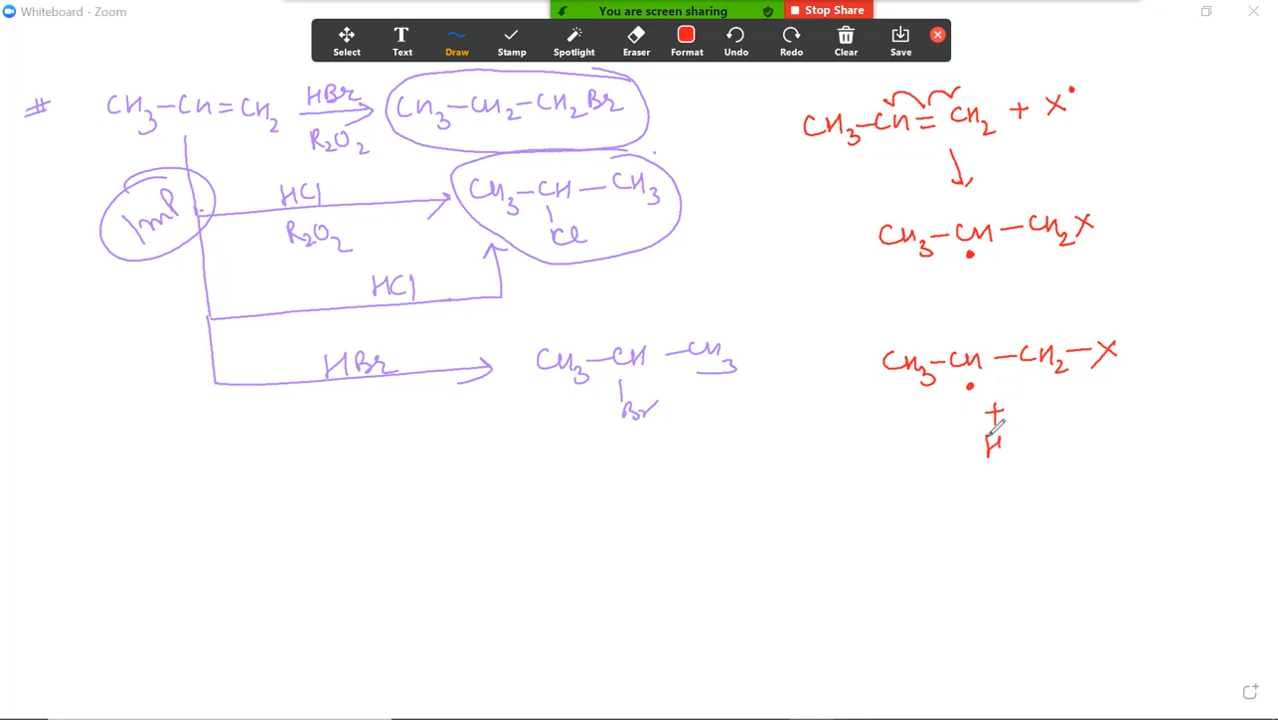 Whiteboard - Zoom
You are screen sharing
Stop Share
Select
Text
Draw
Stamp
Spotlight
Eraser
Format
Undo
Redo
Clear
Save
# CH3-CH=CH2 HBr R2O2 CH3-CH2-CH2Br
Imp HCl R2O2 CH3-CH-CH3
Cl
HCl
HBr CH3-CH-CH3
Br
CH3-CH=CH2 + X•
CH3-CH-CH2X
•
CH3-CH-CH2-X
•
+
H